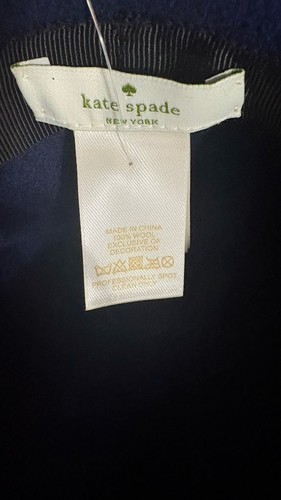 kate spade
NEW YORK
MADE IN CHINA
100% WOOL
EXCLUSIVE OF
DECORATION
PROFESSIONALLY SPOT
CLEAN ONLY